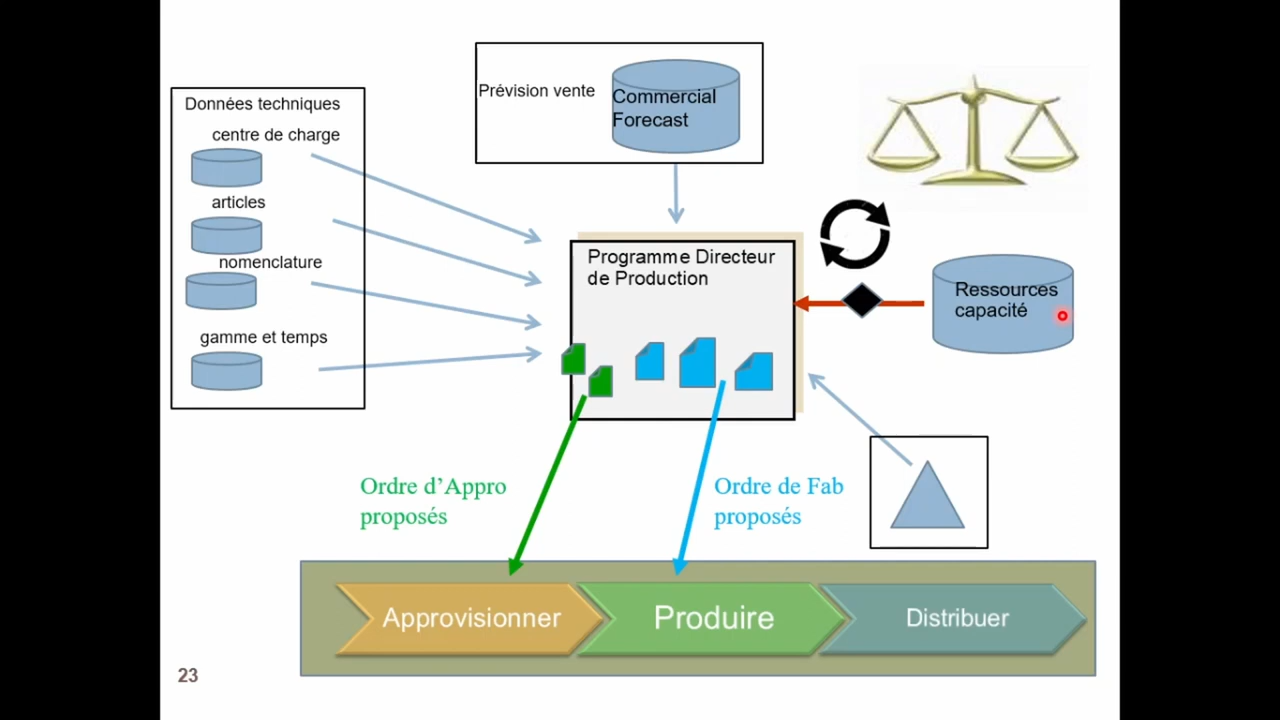 Données techniques
centre de charge
articles
nomenclature
gamme et temps
Prévision vente
Commercial
Forecast
Programme Directeur
de Production
Ressources
capacité
Ordre d’Appro
proposés
Ordre de Fab
proposés
Approvisionner
Produire
Distribuer
23